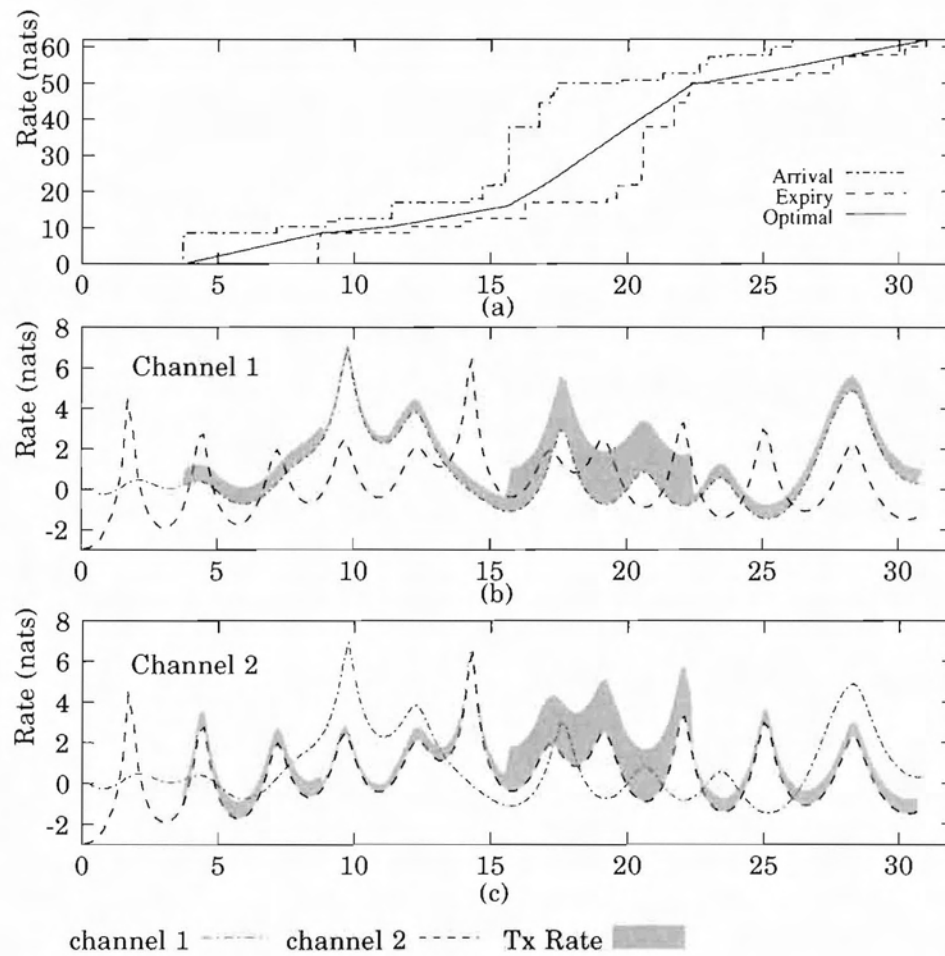 Rate (nats)
60
50
40
30
20
10
0
Arrival
Expiry
Optimal
0 5 10 15 20 25 30
(a)
Rate (nats)
8
6
4
2
0
-2
Channel 1
0 5 10 15 20 25 30
(b)
Rate (nats)
8
6
4
2
0
-2
Channel 2
0 5 10 15 20 25 30
(c)
channel 1 channel 2 Tx Rate